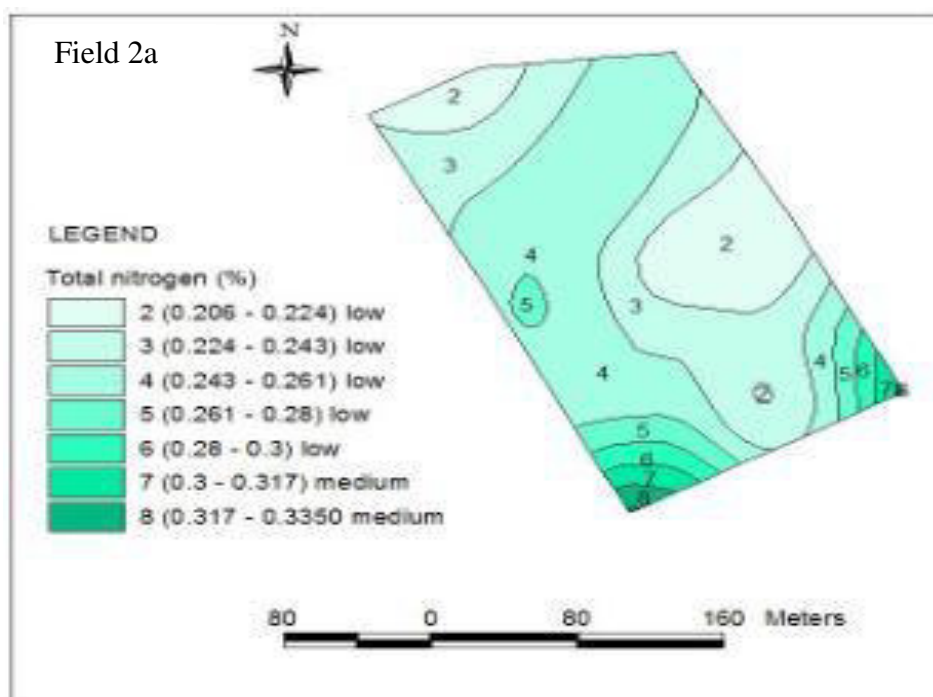 Field 2a
N
2
3
2
4
5
3
4
2
4
5
6
7
8
5
6
7
8
LEGEND
Total nitrogen (%)
2 (0.206 - 0.224) low
3 (0.224 - 0.243) low
4 (0.243 - 0.261) low
5 (0.261 - 0.28) low
6 (0.28 - 0.3) low
7 (0.3 - 0.317) medium
8 (0.317 - 0.3350 medium
80 0 80 160 Meters